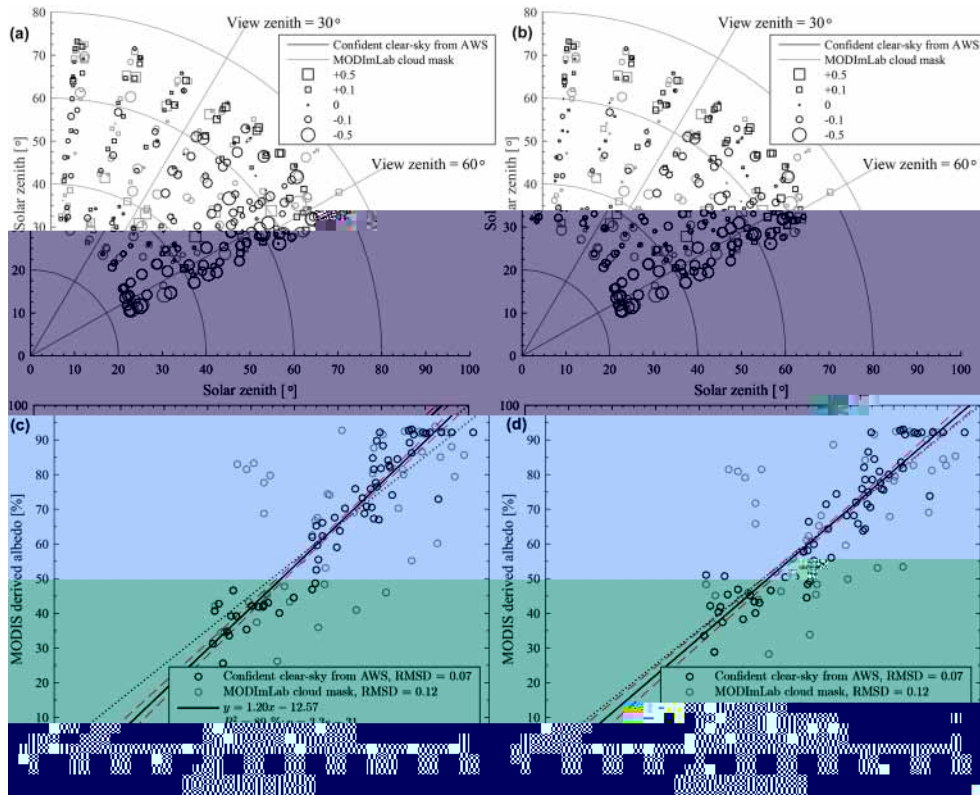 (a)
View zenith = 30°
Confident clear-sky from AWS
MODImLab cloud mask
+0.5
+0.1
0
-0.1
-0.5
View zenith = 60°
Solar zenith [°]
80
70
60
50
40
30
20
10
0
0 10 20 30 40 50 60 70 80 90 100
Solar zenith [°]
(b)
View zenith = 30°
Confident clear-sky from AWS
MODImLab cloud mask
+0.5
+0.1
0
-0.1
-0.5
View zenith = 60°
Solar zenith [°]
80
70
60
50
40
30
20
10
0
0 10 20 30 40 50 60 70 80 90 100
Solar zenith [°]
(c)
MODIS derived albedo [%]
100
90
80
70
60
50
40
30
20
10
Confident clear-sky from AWS, RMSD = 0.07
MODImLab cloud mask, RMSD = 0.12
y = 1.20x − 12.57
(d)
MODIS derived albedo [%]
100
90
80
70
60
50
40
30
20
10
Confident clear-sky from AWS, RMSD = 0.07
MODImLab cloud mask, RMSD = 0.12